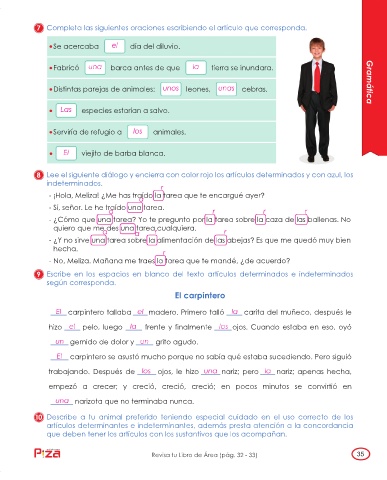 7 Completa las siguientes oraciones escribiendo el artículo que corresponda.
• Se acercaba el día del diluvio.
• Fabricó una barca antes de que la tierra se inundara.
• Distintas parejas de animales: unos leones, unas cebras.
• Las especies estarían a salvo.
• Serviría de refugio a los animales.
• El viejito de barba blanca.
Gramática
8 Lee el siguiente diálogo y encierra con color rojo los artículos determinados y con azul, los
indeterminados.
- ¡Hola, Meliza! ¿Me has traído la tarea que te encargué ayer?
- Sí, señor. Le he traído una tarea.
- ¿Cómo que una tarea? Yo te pregunto por la tarea sobre la caza de las ballenas. No
quiero que me des una tarea cualquiera.
- ¿Y no sirve una tarea sobre la alimentación de las abejas? Es que me quedó muy bien
hecha.
- No, Meliza. Mañana me traes la tarea que te mandé, ¿de acuerdo?
9 Escribe en los espacios en blanco del texto artículos determinados e indeterminados
según corresponda.
El carpintero
El carpintero tallaba el madero. Primero talló la carita del muñeco, después le
hizo el pelo, luego la frente y finalmente los ojos. Cuando estaba en eso, oyó
un gemido de dolor y un grito agudo.
El carpintero se asustó mucho porque no sabía qué estaba sucediendo. Pero siguió
trabajando. Después de los ojos, le hizo una nariz; pero la nariz; apenas hecha,
empezó a crecer; y creció, creció, creció; en pocos minutos se convirtió en
una narizota que no terminaba nunca.
10 Describe a tu animal preferido teniendo especial cuidado en el uso correcto de los
artículos determinantes e indeterminantes, además presta atención a la concordancia
que deben tener los artículos con los sustantivos que los acompañan.
Revisa tu Libro de Área (pág. 32 - 33)
35